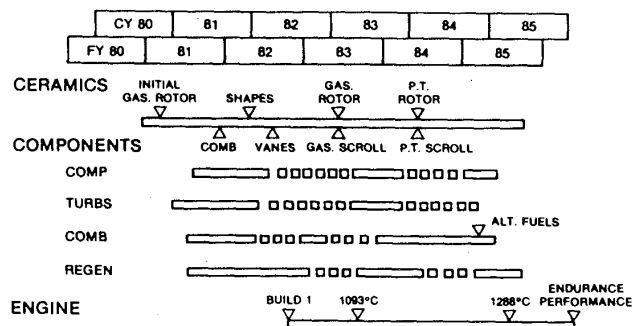 CY 80 81 82 83 84 85
FY 80 81 82 83 84 85
CERAMICS
INITIAL GAS. ROTOR
SHAPES
GAS. ROTOR
P.T. ROTOR
COMPONENTS
COMB
VANES
GAS. SCROLL
P.T. SCROLL
COMP
TURBS
ALT. FUELS
COMB
REGEN
ENGINE
BUILD 1
1093°C
1288°C
ENDURANCE PERFORMANCE